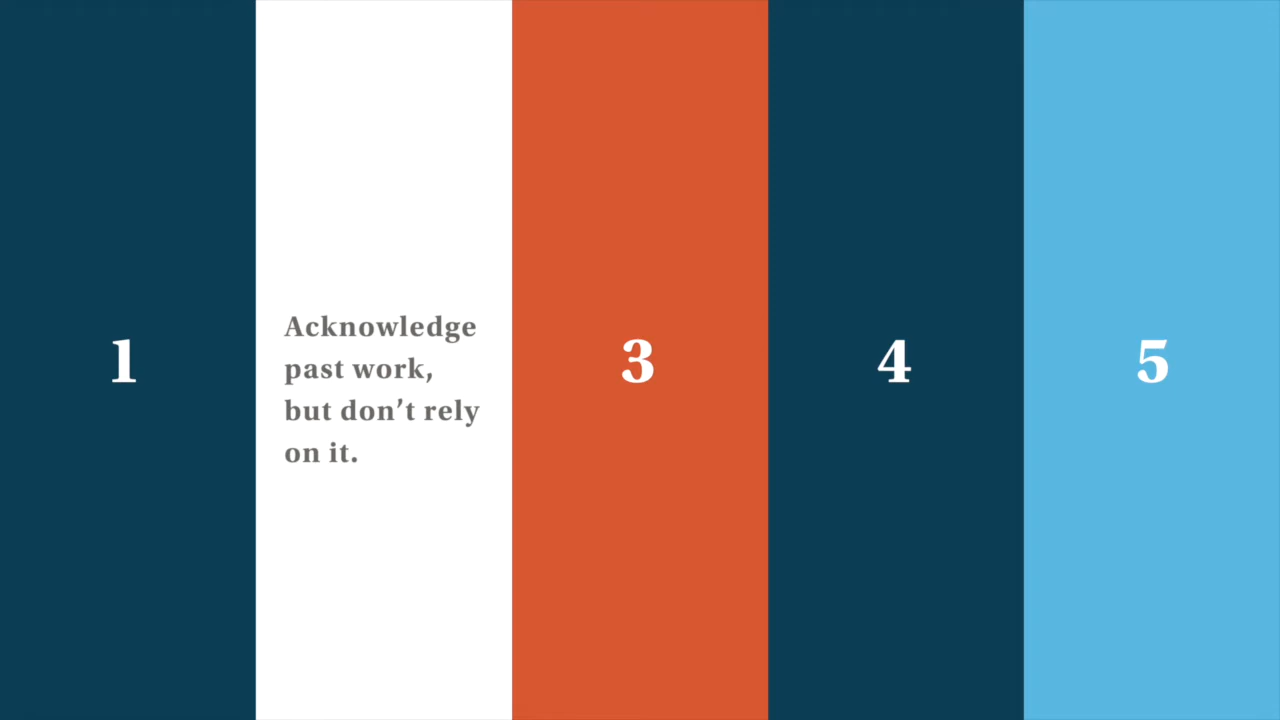 1
Acknowledge
past work,
but don’t rely
on it.
3
4
5